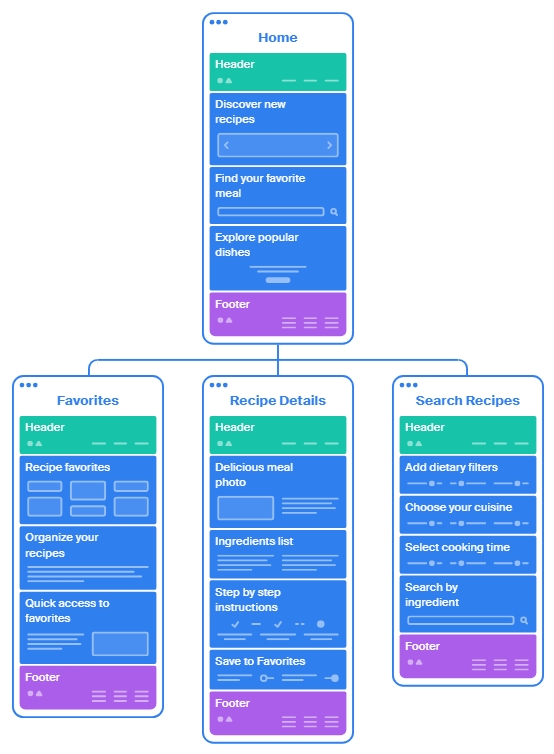 Home
Header
Discover new
recipes
Find your favorite
meal
Explore popular
dishes
Footer
Favorites
Header
Recipe favorites
Organize your
recipes
Quick access to
favorites
Footer
Recipe Details
Header
Delicious meal
photo
Ingredients list
Step by step
instructions
Save to Favorites
Footer
Search Recipes
Header
Add dietary filters
Choose your cuisine
Select cooking time
Search by
ingredient
Footer